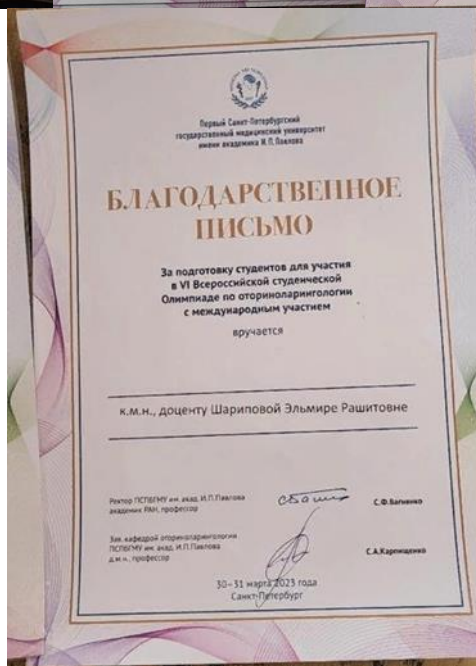 Первый Санкт-Петербургский
государственный медицинский университет
имени академика И.П.Павлова
БЛАГОДАРСТВЕННОЕ
ПИСЬМО
За подготовку студентов для участия
в VI Всероссийской студенческой
Олимпиаде по оториноларингологии
с международным участием
вручается
к.м.н., доценту Шариповой Эльмире Рашитовне
Ректор ПСПбГМУ им. акад. И.П.Павлова
академик РАН, профессор
С.Ф.Багненко
Зав. кафедрой оториноларингологии
ПСПбГМУ им. акад. И.П.Павлова
д.м.н., профессор
С.А.Карпищенко
30–31 марта 2023 года
Санкт-Петербург